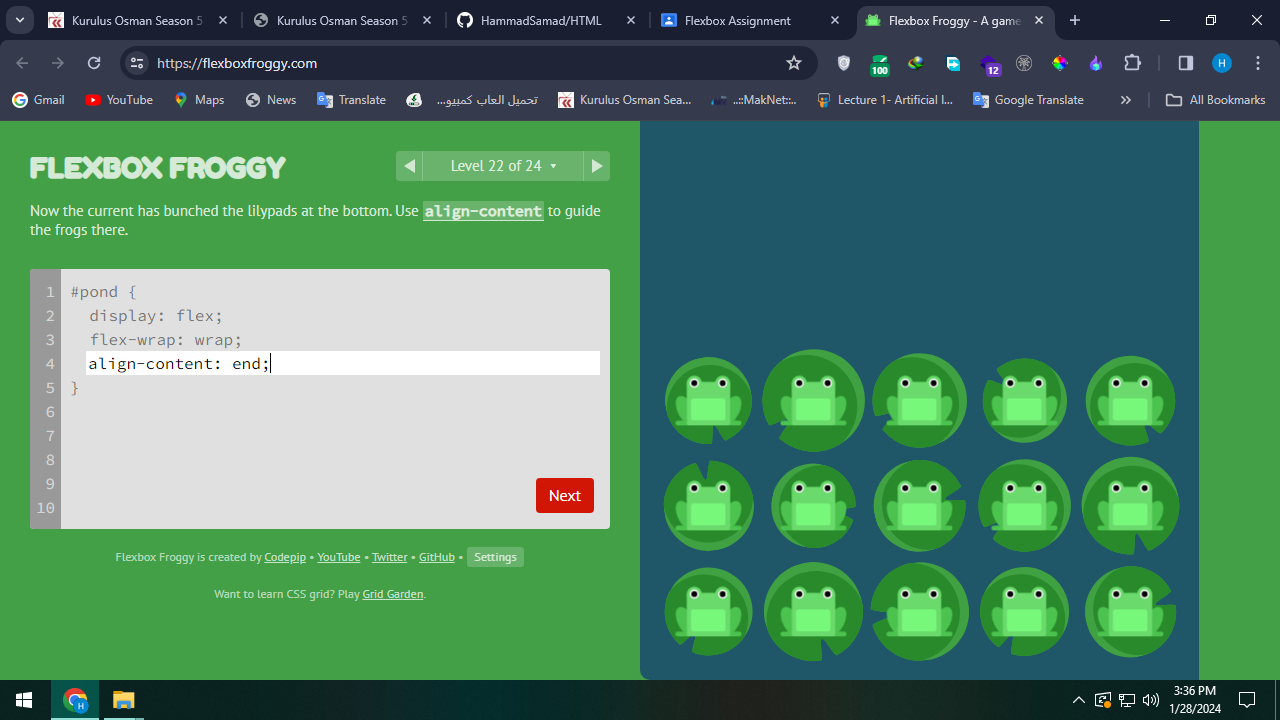 Kurulus Osman Season 5
Kurulus Osman Season 5
HammadSamad/HTML
Flexbox Assignment
Flexbox Froggy - A game
https://flexboxfroggy.com
100
12
H
Gmail
YouTube
Maps
News
Translate
تحميل العاب كمبيو...
Kurulus Osman Sea...
..::MakNet::..
Lecture 1- Artificial I...
Google Translate
All Bookmarks
FLEXBOX FROGGY
Level 22 of 24
Now the current has bunched the lilypads at the bottom. Use align-content to guide
the frogs there.
1 #pond {
2 display: flex;
3 flex-wrap: wrap;
4 align-content: end;
5 }
6
7
8
9
10
Next
Flexbox Froggy is created by Codepip • YouTube • Twitter • GitHub • Settings
Want to learn CSS grid? Play Grid Garden.
H
3:36 PM
1/28/2024